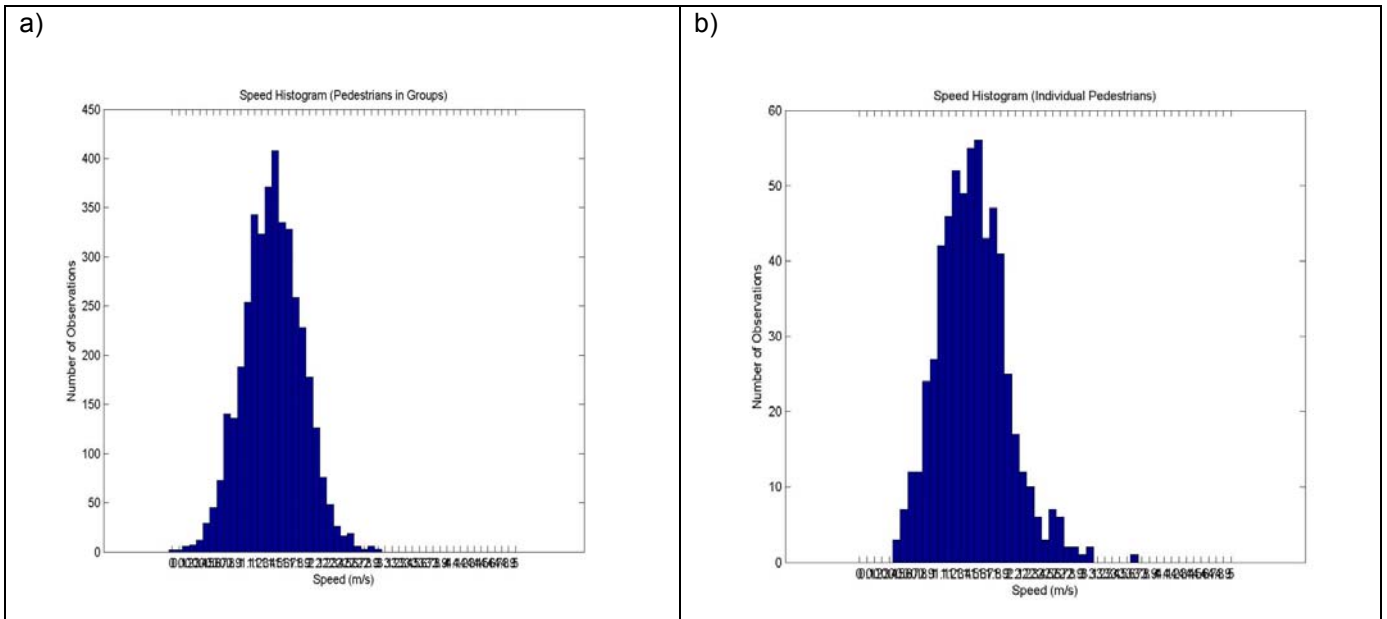 a)
Speed Histogram (Pedestrians in Groups)
450
400
350
300
250
200
150
100
50
0
Number of Observations
Speed (m/s)
b)
Speed Histogram (Individual Pedestrians)
60
50
40
30
20
10
0
Number of Observations
Speed (m/s)